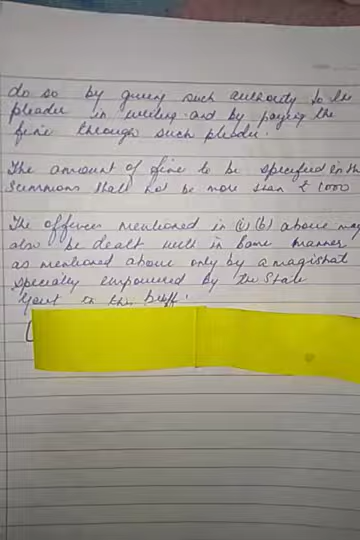 do so by giving such authority to the
pleader in writing and by paying the
fine through such pleader.
The amount of fine to be specified in the
summons shall not be more than ₹ 1000
The offences mentioned in (i) (b) above may
also be dealt with in same manner
as mentioned above only by a magistrat
specially empowered by the State
Govt in this